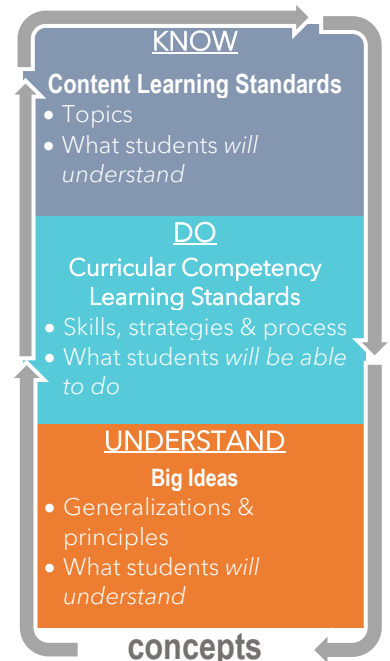 KNOW
Content Learning Standards
• Topics
• What students will
understand
DO
Curricular Competency
Learning Standards
• Skills, strategies & process
• What students will be able
to do
UNDERSTAND
Big Ideas
• Generalizations &
principles
• What students will
understand
concepts